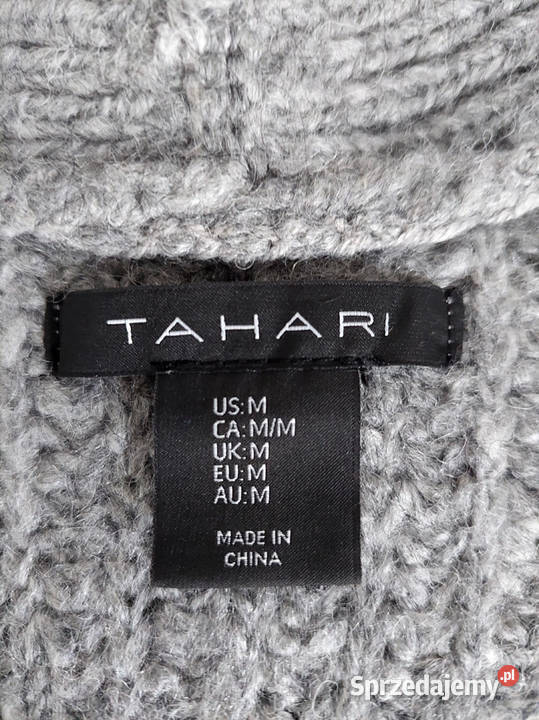 TAHARI
US: M
CA: M/M
UK: M
EU: M
AU: M
MADE IN
CHINA
Sprzedajemy.pl